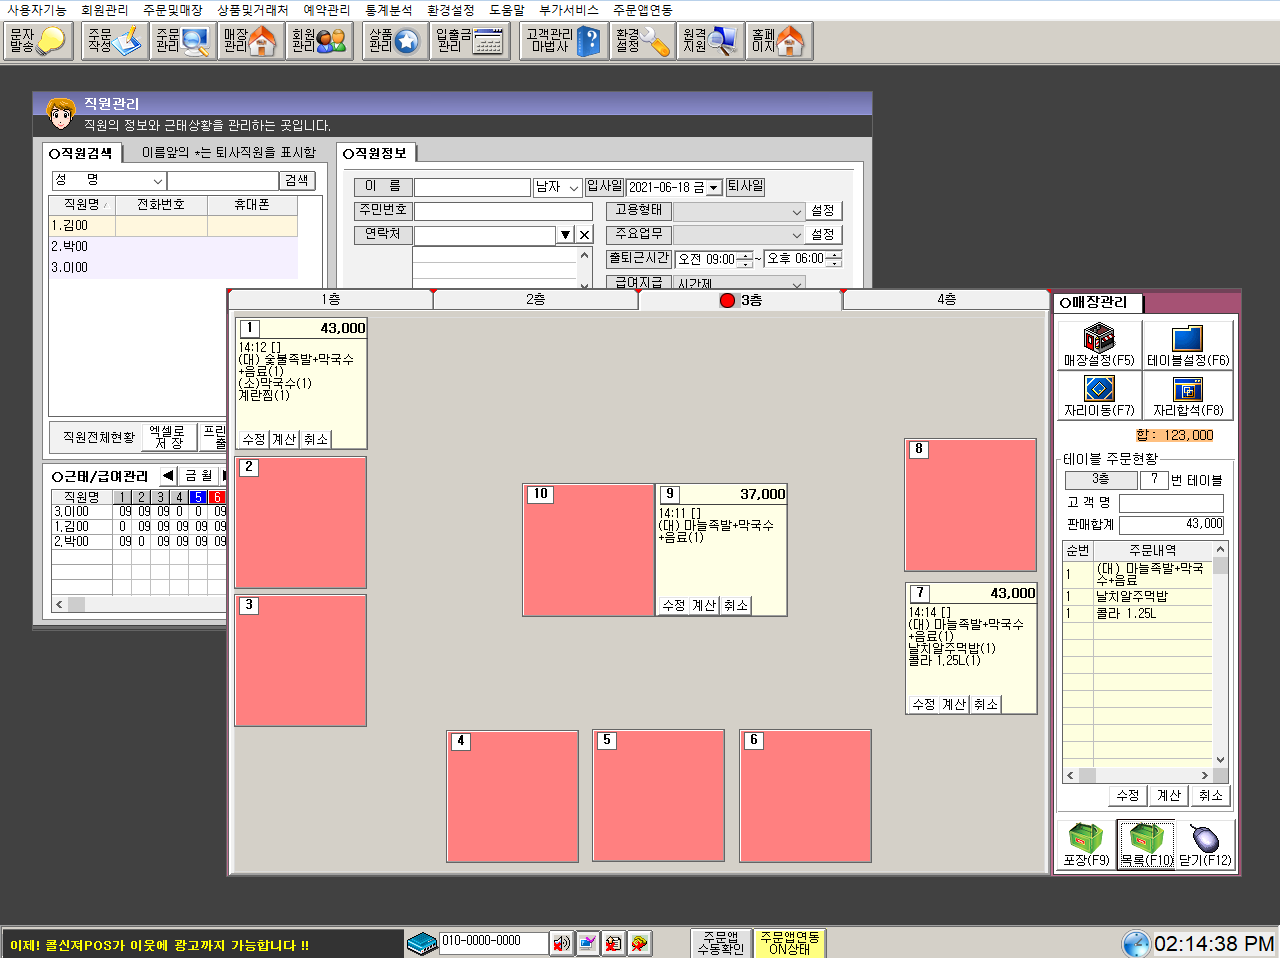 사용자기능 회원관리 주문및매장 상품및거래처 예약관리 통계분석 환경설정 도움말 부가서비스 주문앱연동
문자발송 주문작성 주문관리 매장관리 회원관리 상품관리 입출금관리 고객관리마법사 환경설정 원격지원 홈페이지
직원관리
직원의 정보와 근태상황을 관리하는 곳입니다.
직원검색 이름앞의 *는 퇴사직원을 표시함
성 명 검색
직원명 전화번호 휴대폰
1.김00
2.박00
3.이00
직원전체현황 엑셀로 저장
근태/급여관리 금 월
직원명 1 2 3 4 5 6
3.이00 09 09 09 0 0 09
1.김00 0 09 09 09 09 09
2.박00 09 0 09 09 09 09
직원정보
이 름 남자 입사일 2021-06-18 금 퇴사일
주민번호 고용형태 설정
연락처 주요업무 설정
출퇴근시간 오전 09:00 ~ 오후 06:00
급여지급 시간제
1층 2층 3층 4층
1 43,000
14:12 []
(대) 숯불족발+막국수
+음료(1)
(소)막국수(1)
계란찜(1)
수정 계산 취소
2
3
10
9 37,000
14:11 []
(대) 마늘족발+막국수
+음료(1)
수정 계산 취소
8
7 43,000
14:14 []
(대) 마늘족발+막국수
+음료(1)
날치알주먹밥(1)
콜라 1.25L(1)
수정 계산 취소
4
5
6
매장관리
매장설정(F5) 테이블설정(F6)
자리이동(F7) 자리합석(F8)
합 : 123,000
테이블 주문현황
3층 7 번 테이블
고 객 명
판매합계 43,000
순번 주문내역
1 (대) 마늘족발+막국
수+음료
1 날치알주먹밥
1 콜라 1.25L
수정 계산 취소
포장(F9) 목록(F10) 닫기(F12)
이제! 콜신져POS가 이웃에 광고까지 가능합니다 !!
010-0000-0000
주문앱 수동확인
주문앱연동 ON상태
02:14:38 PM